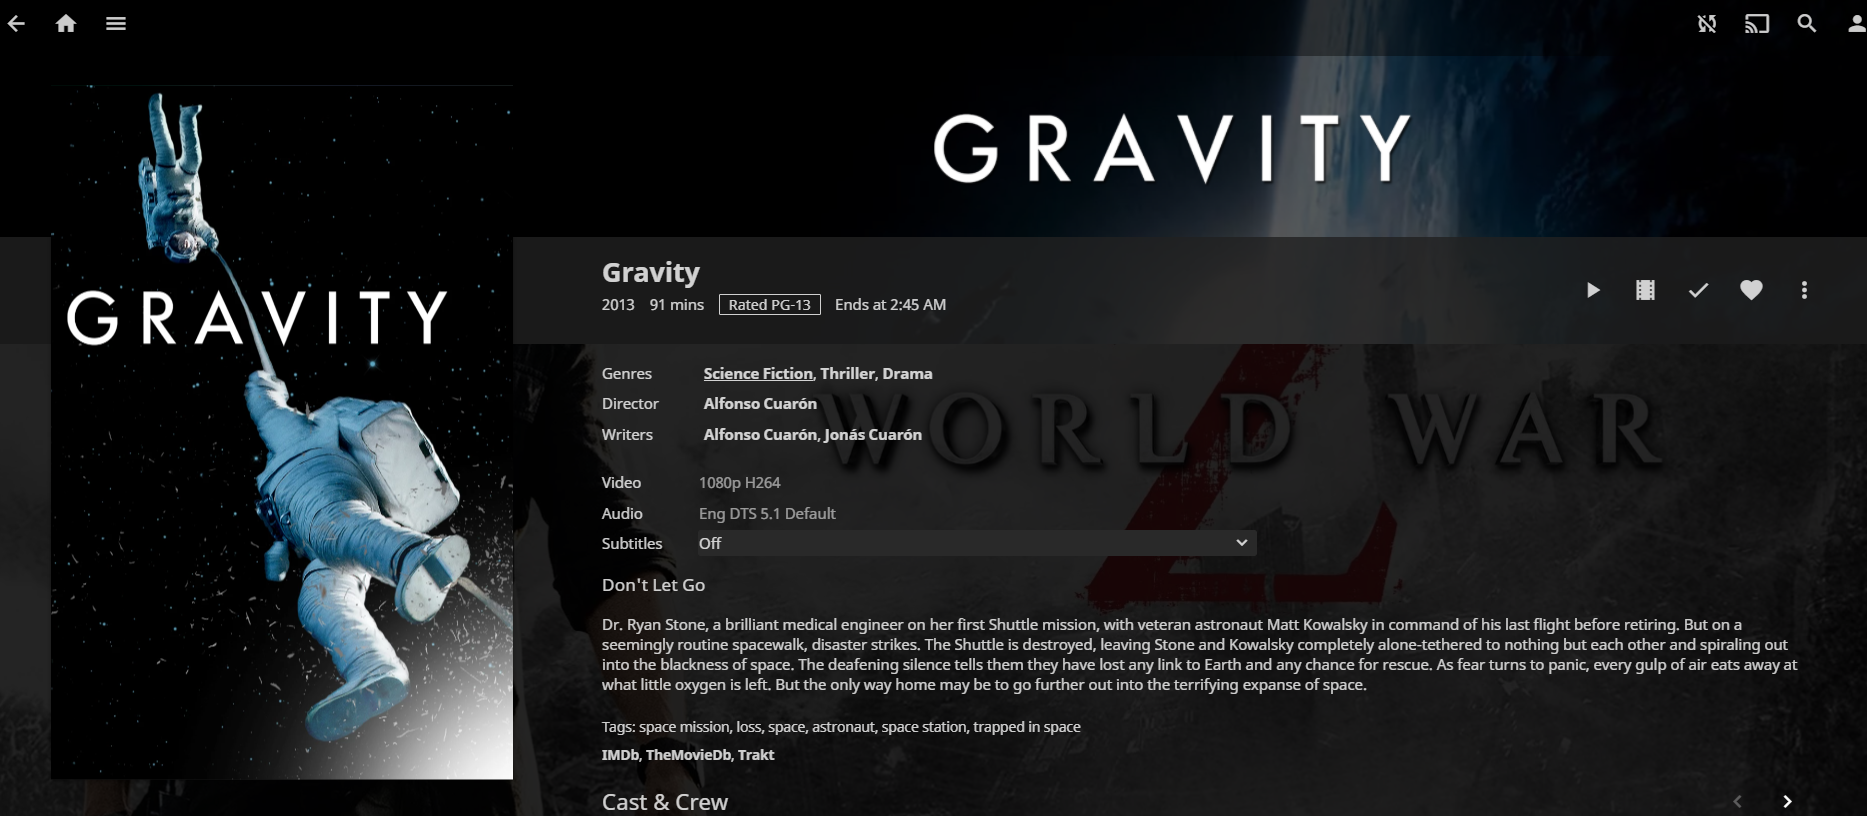 GRAVITY
GRAVITY
Gravity
2013 91 mins Rated PG-13 Ends at 2:45 AM
Genres Science Fiction, Thriller, Drama
Director Alfonso Cuarón
Writers Alfonso Cuarón, Jonás Cuarón
WORLD WAR Z
Video 1080p H264
Audio Eng DTS 5.1 Default
Subtitles Off
Don't Let Go
Dr. Ryan Stone, a brilliant medical engineer on her first Shuttle mission, with veteran astronaut Matt Kowalsky in command of his last flight before retiring. But on a
seemingly routine spacewalk, disaster strikes. The Shuttle is destroyed, leaving Stone and Kowalsky completely alone-tethered to nothing but each other and spiraling out
into the blackness of space. The deafening silence tells them they have lost any link to Earth and any chance for rescue. As fear turns to panic, every gulp of air eats away at
what little oxygen is left. But the only way home may be to go further out into the terrifying expanse of space.
Tags: space mission, loss, space, astronaut, space station, trapped in space
IMDb, TheMovieDb, Trakt
Cast & Crew